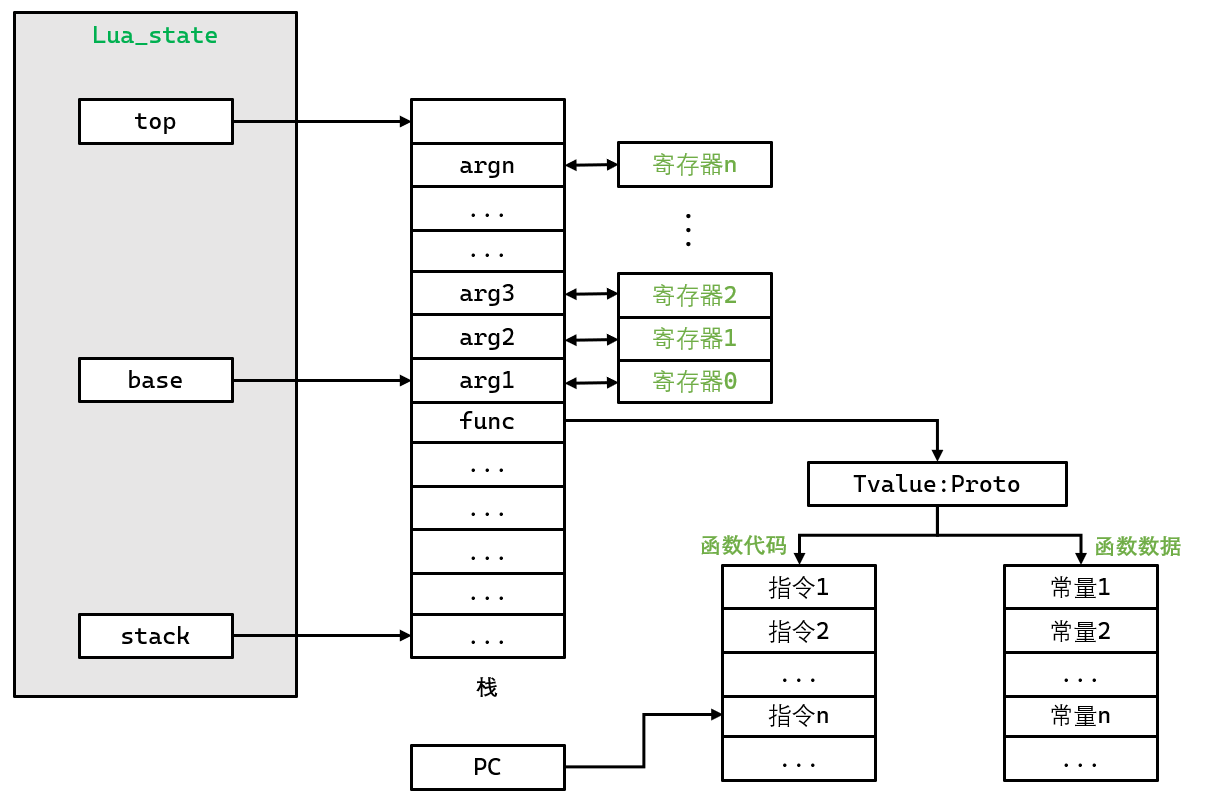 Lua_state
top
base
stack
argn
...
...
arg3
arg2
arg1
func
...
...
...
...
...
栈
寄存器n
...
寄存器2
寄存器1
寄存器0
Tvalue:Proto
函数代码
指令1
指令2
...
指令n
...
函数数据
常量1
常量2
...
常量n
...
PC